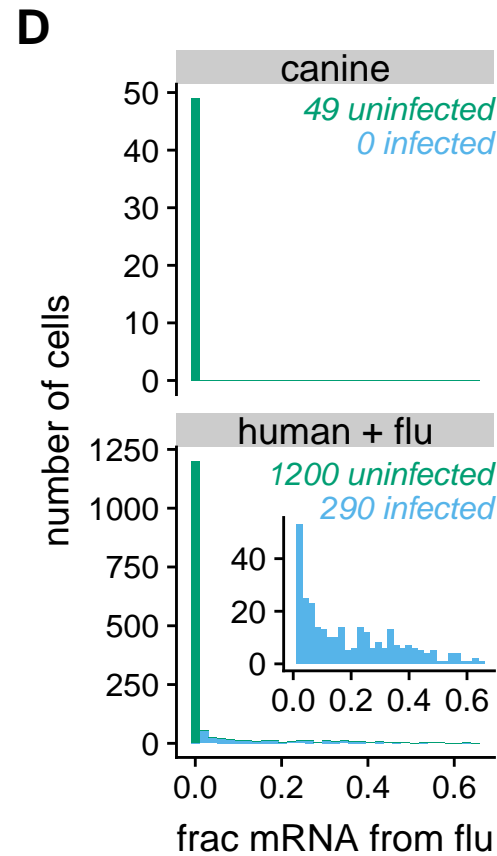 D
canine
49 uninfected
0 infected
50
40
30
20
10
0
number of cells
human + flu
1200 uninfected
290 infected
1250
1000
750
500
250
0
40
20
0
0.0 0.2 0.4 0.6
0.0 0.2 0.4 0.6
frac mRNA from flu